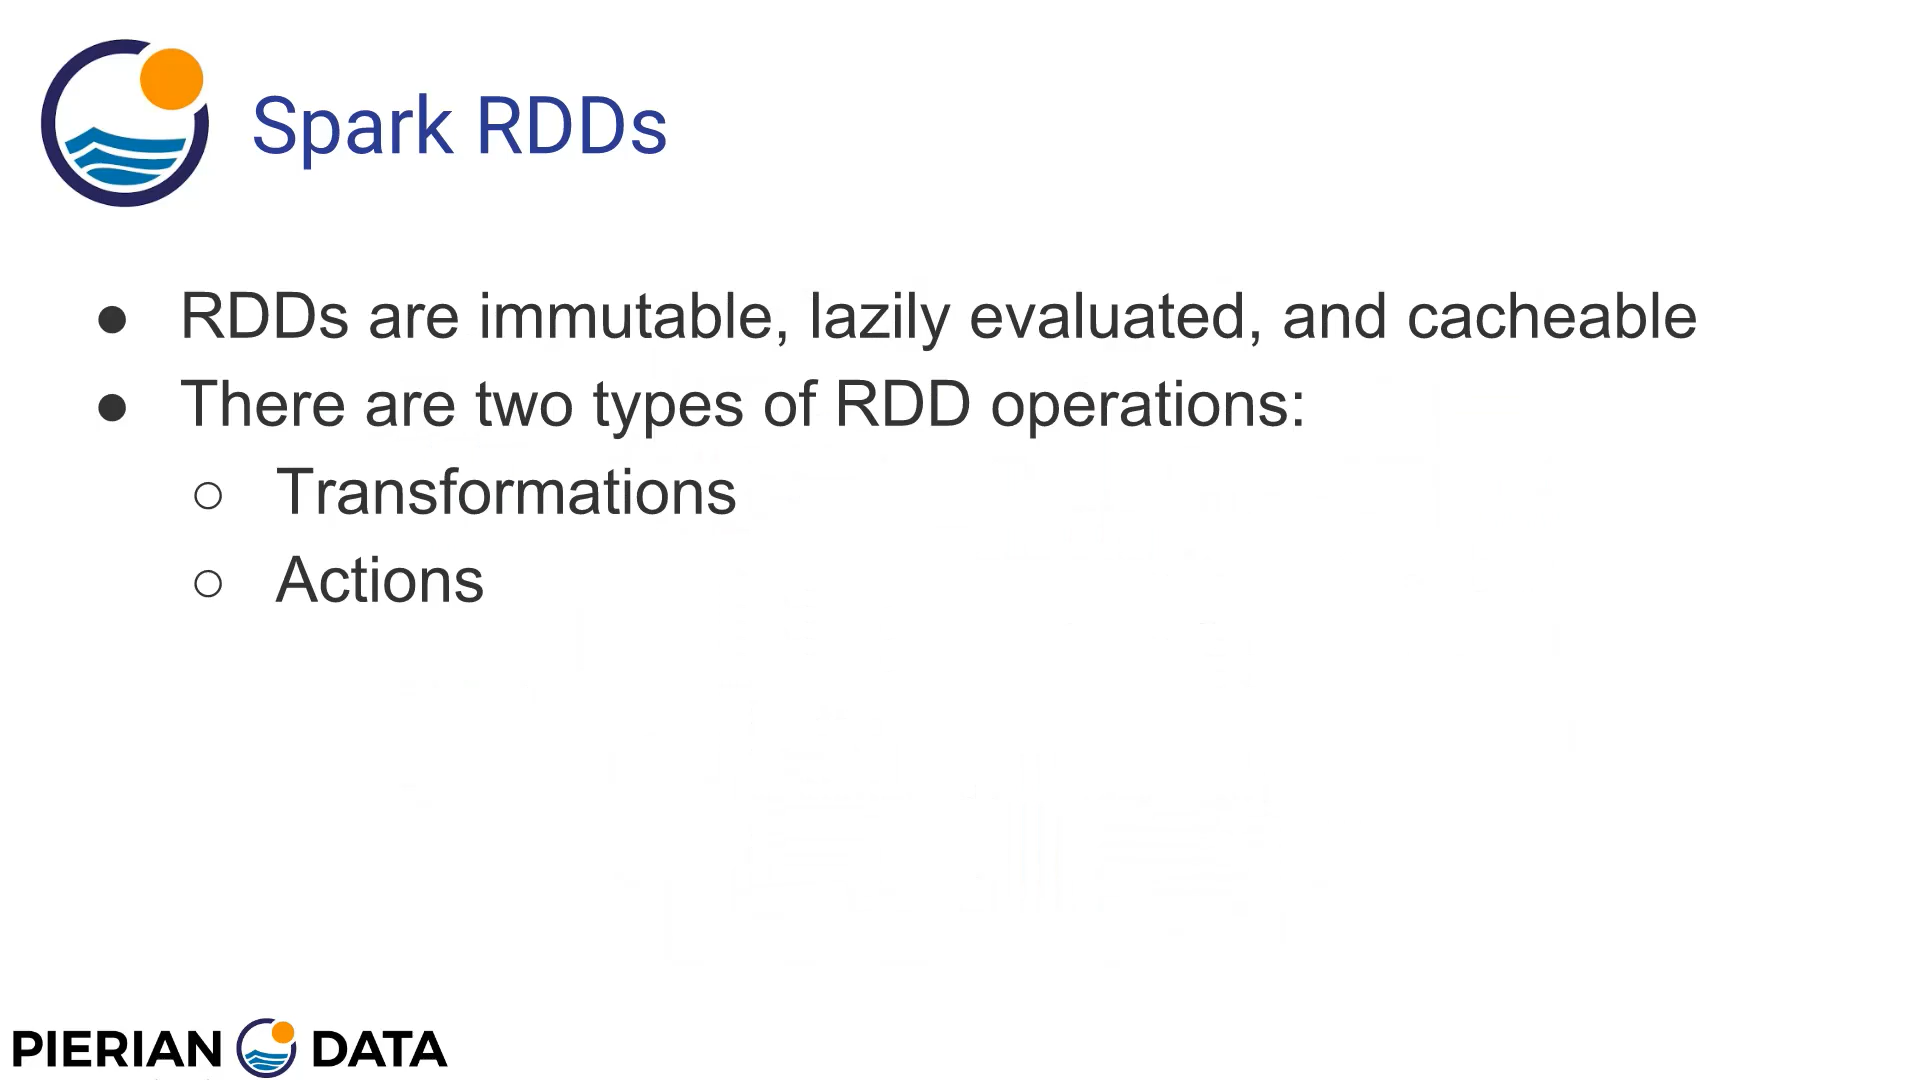 Spark RDDs
● RDDs are immutable, lazily evaluated, and cacheable
● There are two types of RDD operations:
○ Transformations
○ Actions
PIERIAN DATA